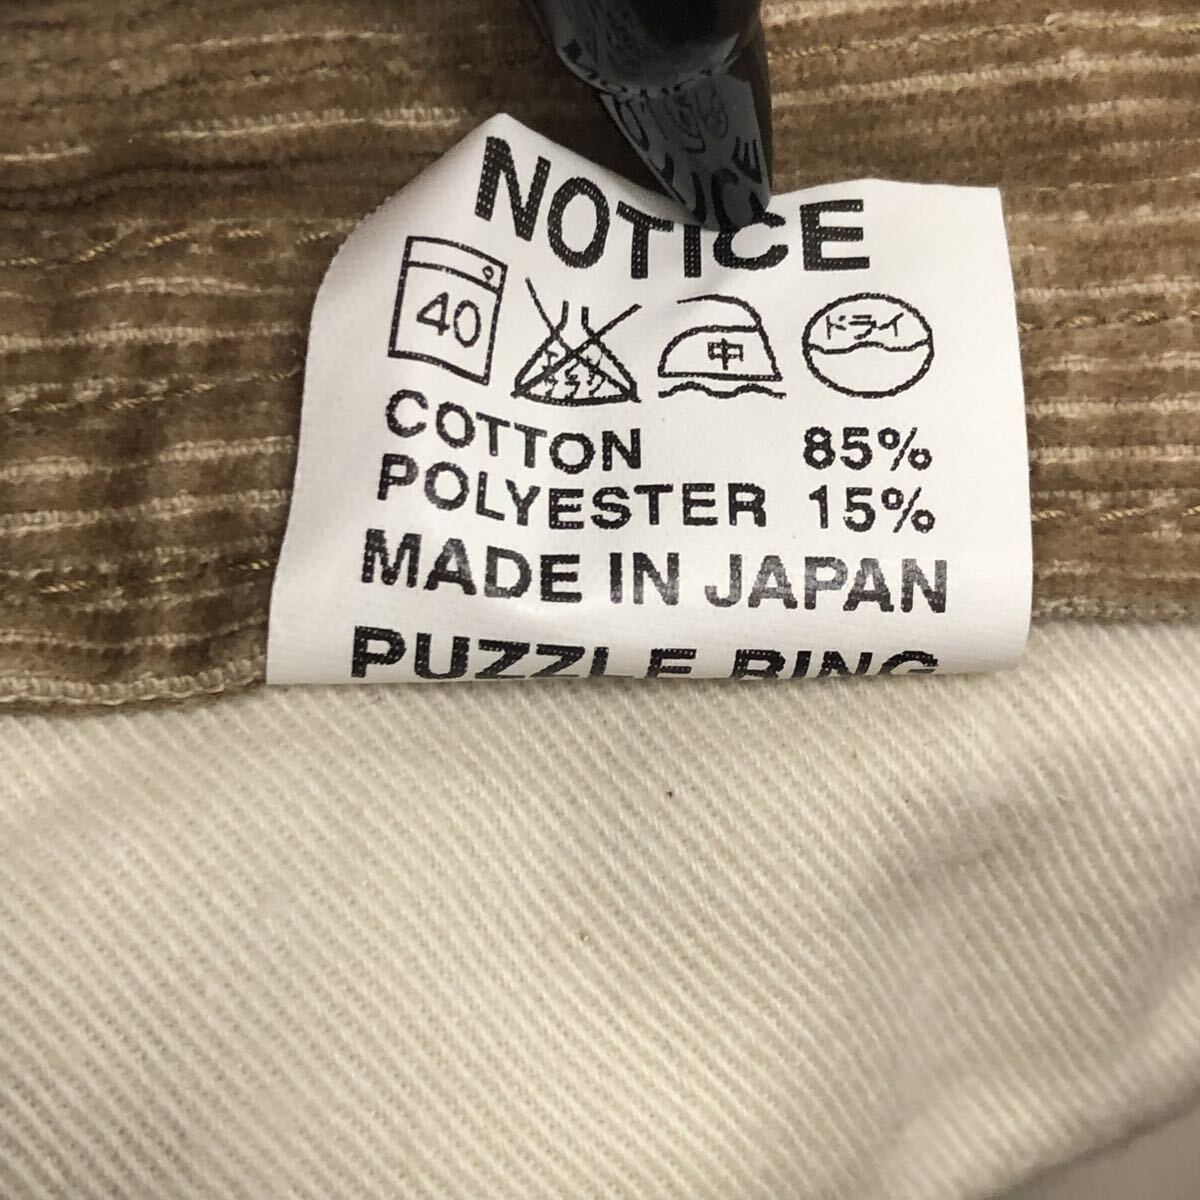 NOTICE
40 中 ドライ
COTTON 85%
POLYESTER 15%
MADE IN JAPAN
PUZZLE RING